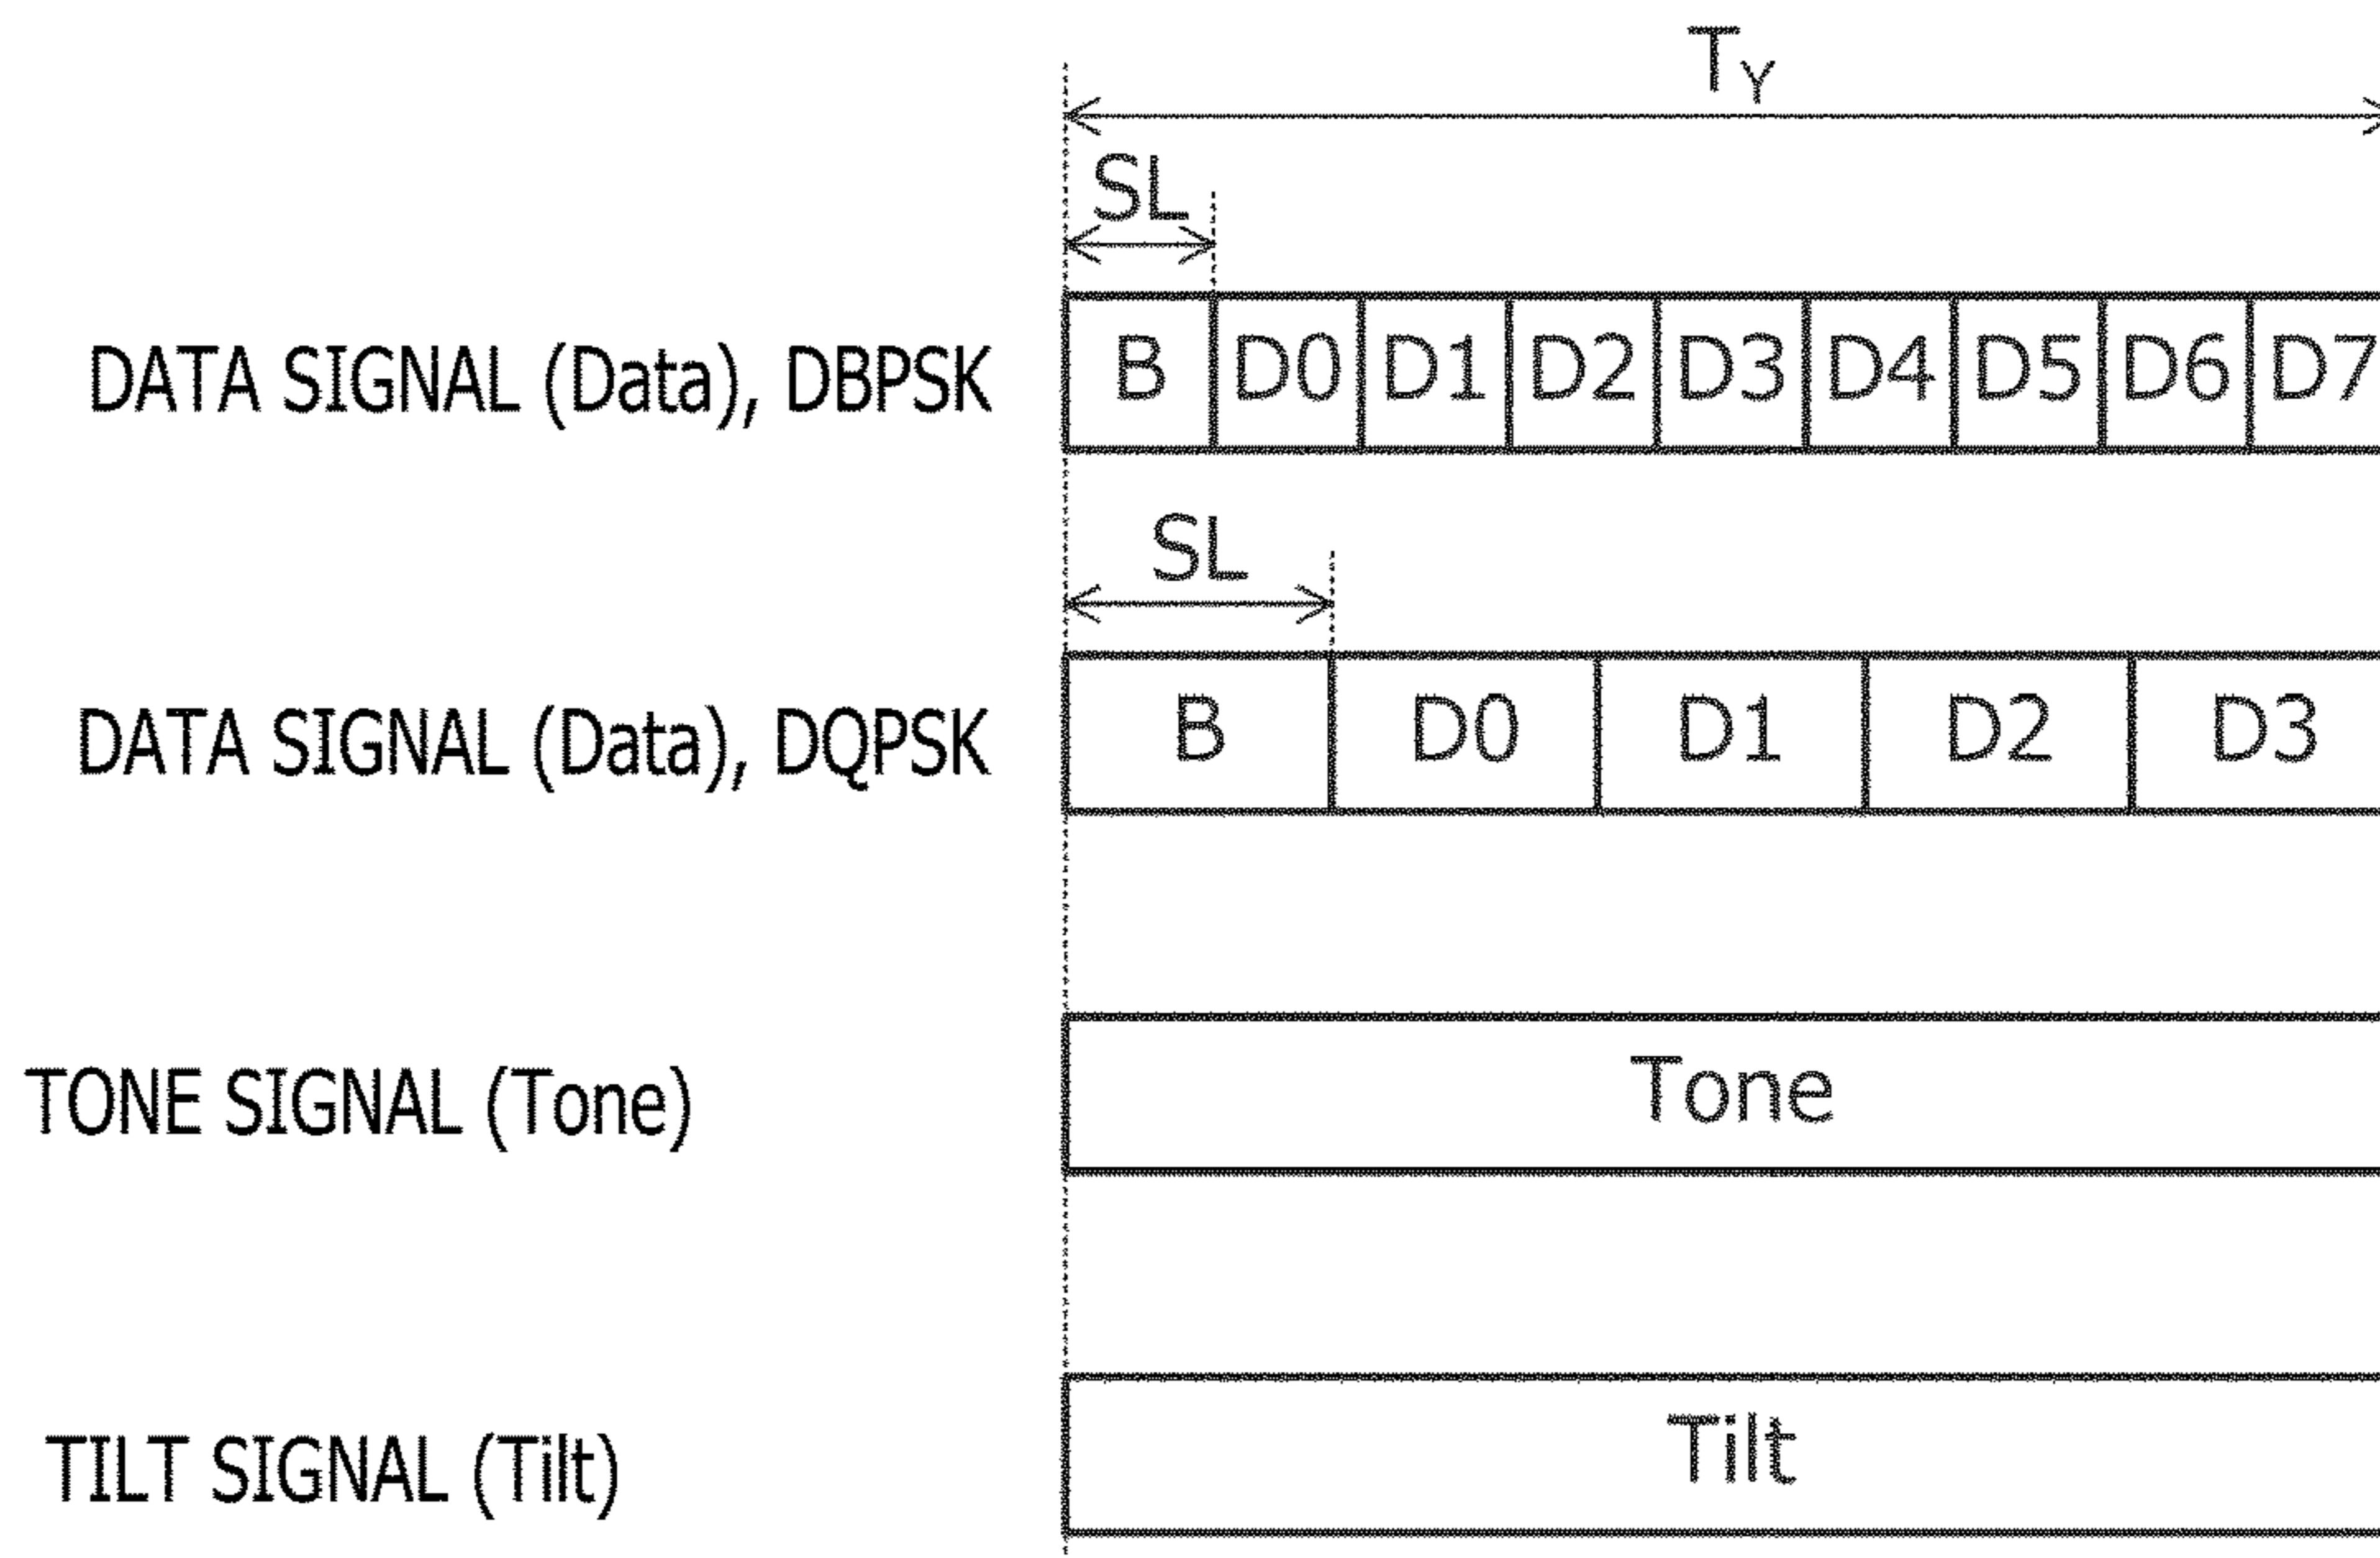 T_Y
SL
DATA SIGNAL (Data), DBPSK B D0 D1 D2 D3 D4 D5 D6 D7
SL
DATA SIGNAL (Data), DQPSK B D0 D1 D2 D3
TONE SIGNAL (Tone) Tone
TILT SIGNAL (Tilt) Tilt